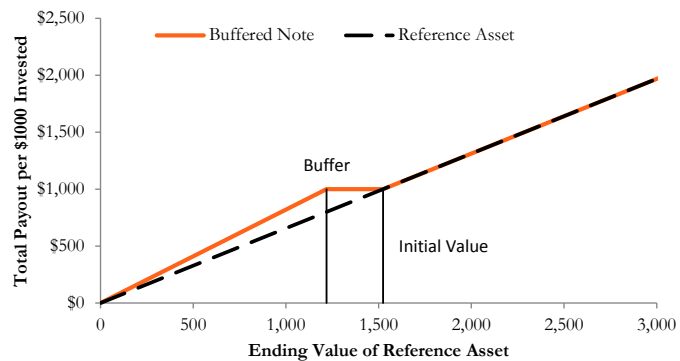 $2,500
Buffered Note
Reference Asset
$2,000
$1,500
Buffer
$1,000
$500
Initial Value
$0
0
500
1,000
1,500
2,000
2,500
3,000
Total Payout per $1000 Invested
Ending Value of Reference Asset